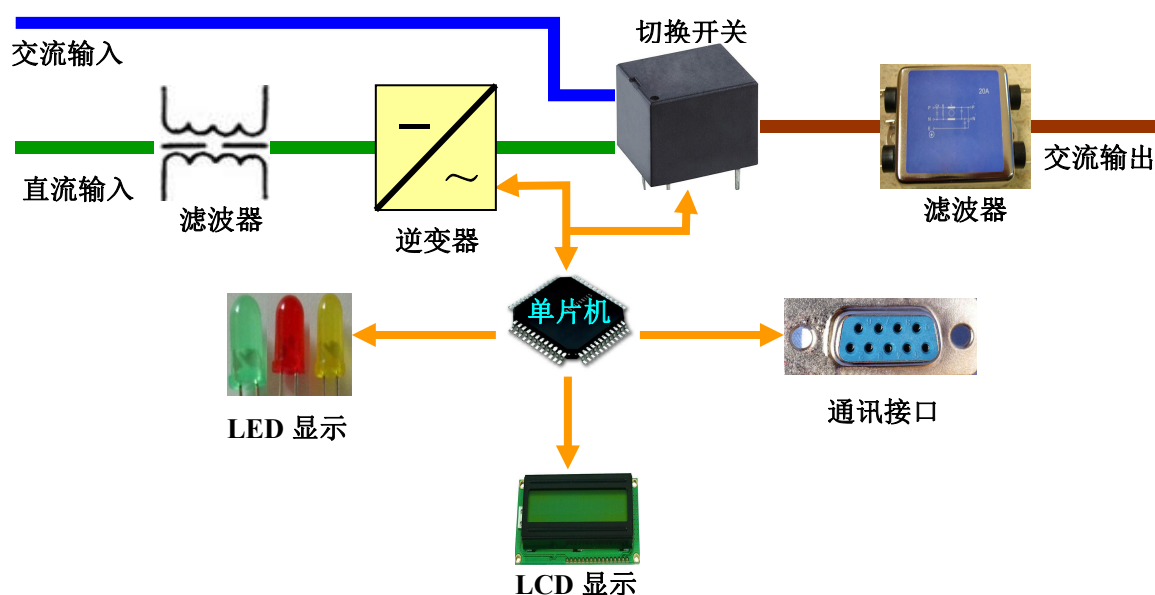 切换开关
交流输入
20A
直流输入
交流输出
滤波器
逆变器
滤波器
单片机
LED 显示
通讯接口
LCD 显示